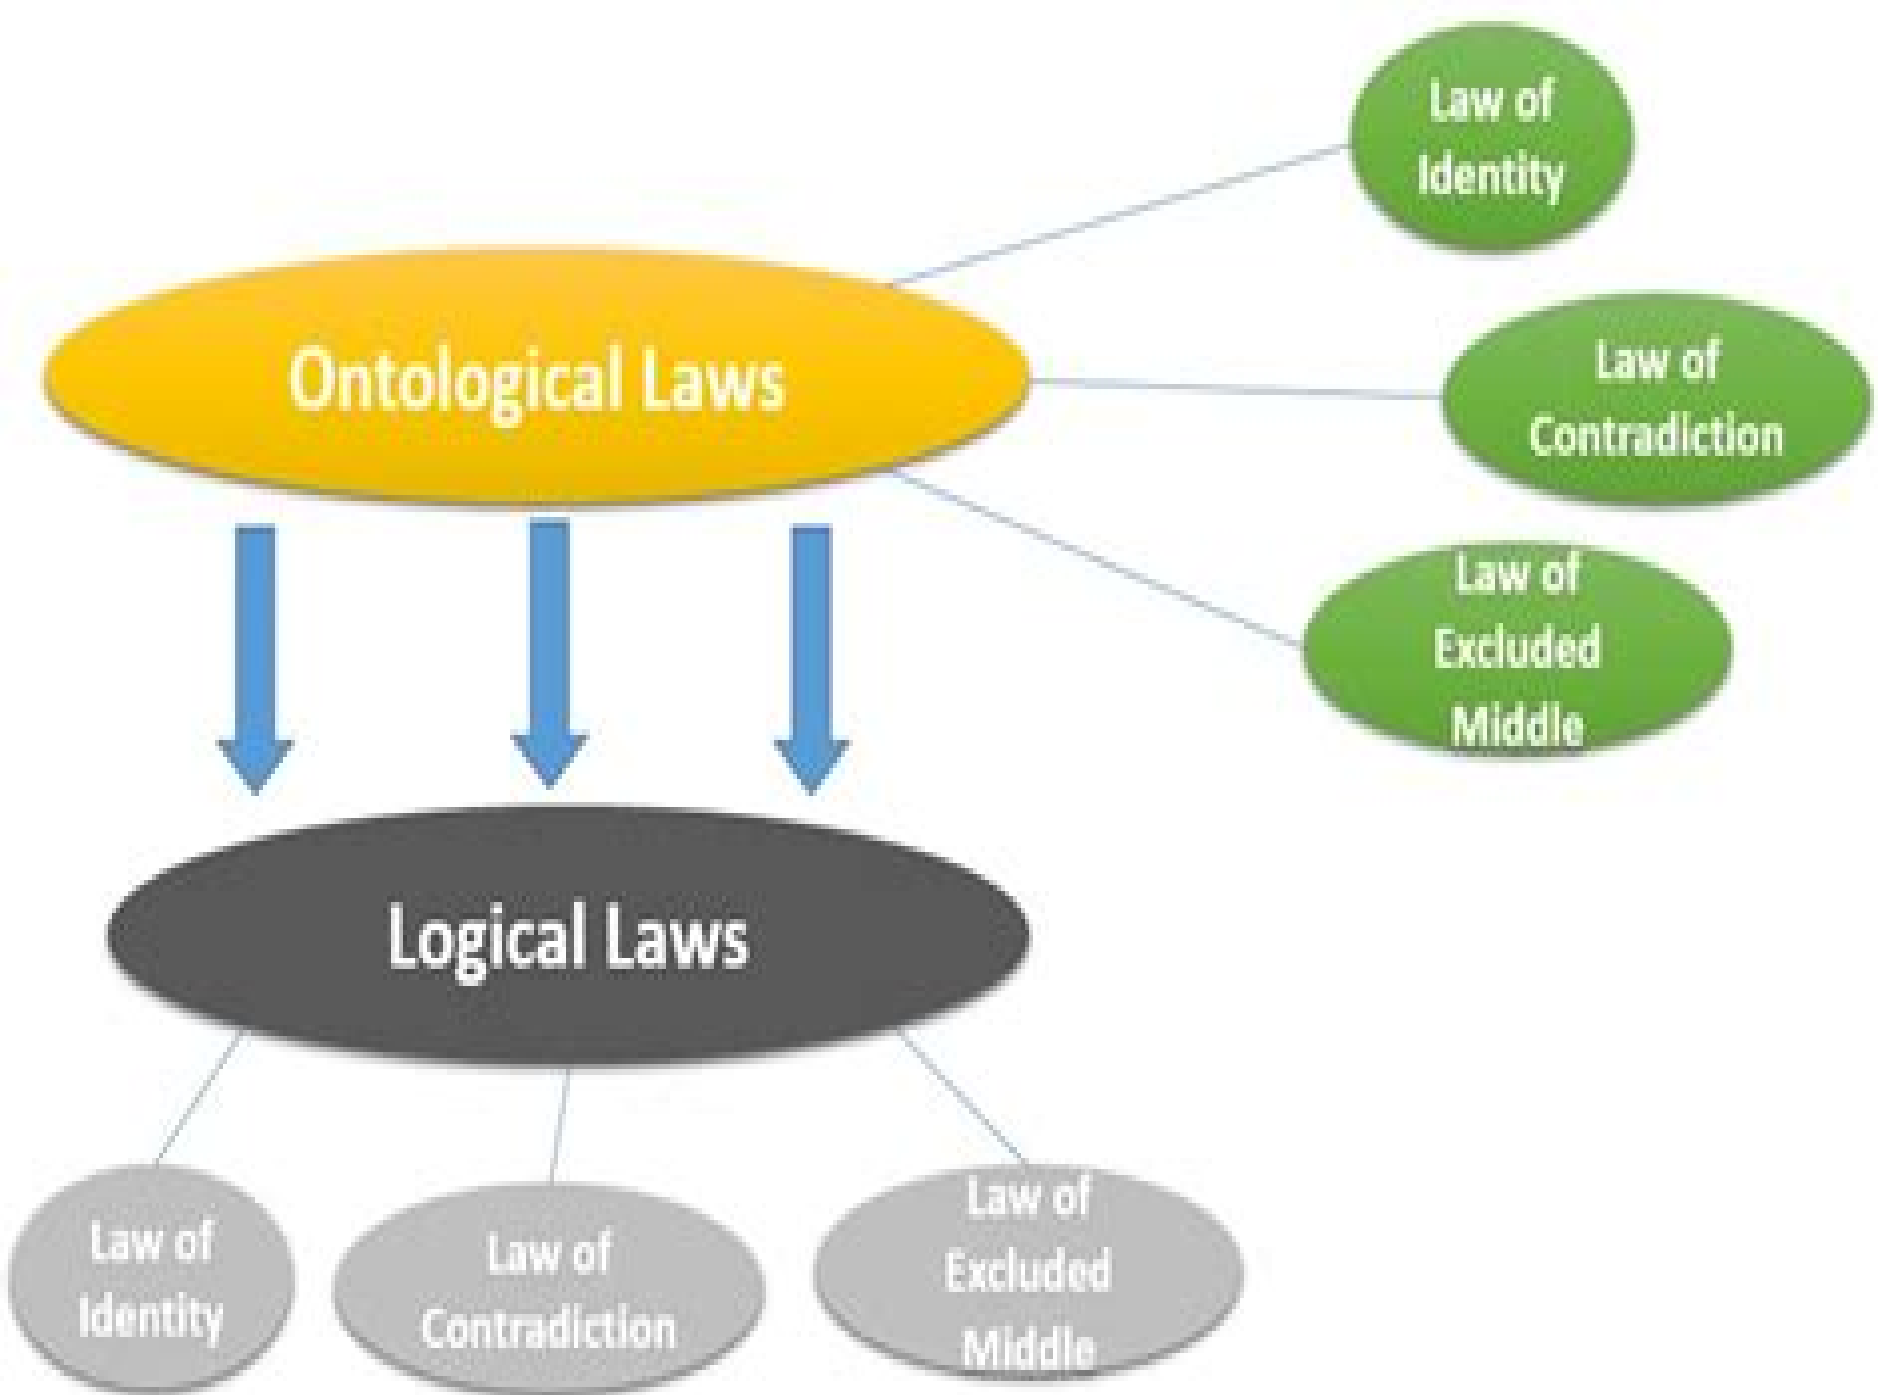 Law of
Identity
Ontological Laws
Law of
Contradiction
Law of
Excluded
Middle
Logical Laws
Law of
Identity
Law of
Contradiction
Law of
Excluded
Middle